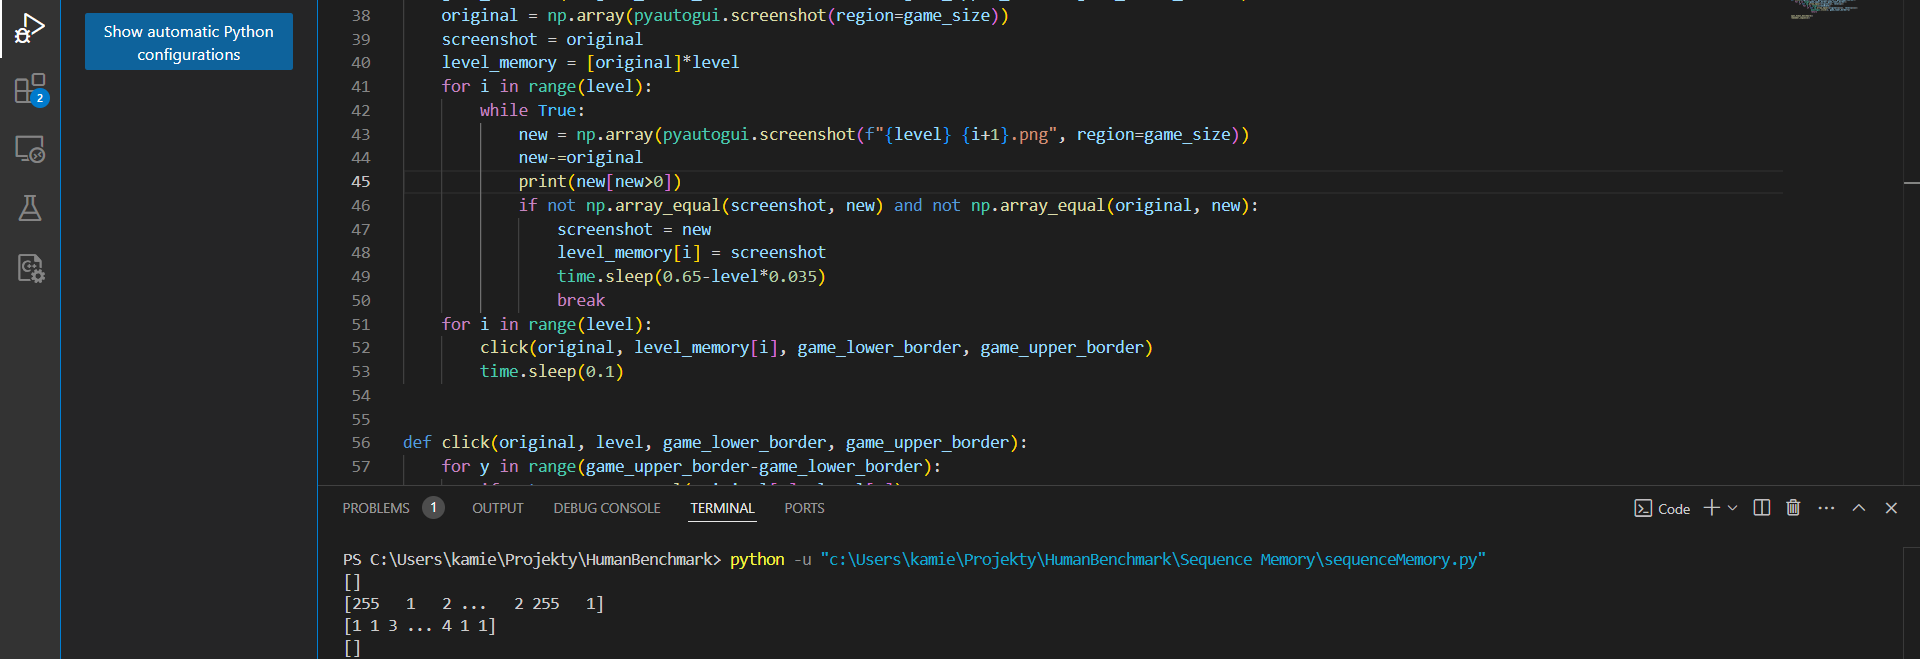 Show automatic Python
configurations
2
38 original = np.array(pyautogui.screenshot(region=game_size))
39 screenshot = original
40 level_memory = [original]*level
41 for i in range(level):
42 while True:
43 new = np.array(pyautogui.screenshot(f"{level} {i+1}.png", region=game_size))
44 new-=original
45 print(new[new>0])
46 if not np.array_equal(screenshot, new) and not np.array_equal(original, new):
47 screenshot = new
48 level_memory[i] = screenshot
49 time.sleep(0.65-level*0.035)
50 break
51 for i in range(level):
52 click(original, level_memory[i], game_lower_border, game_upper_border)
53 time.sleep(0.1)
54
55
56 def click(original, level, game_lower_border, game_upper_border):
57 for y in range(game_upper_border-game_lower_border):
PROBLEMS 1 OUTPUT DEBUG CONSOLE TERMINAL PORTS Code
PS C:\Users\kamie\Projekty\HumanBenchmark> python -u "c:\Users\kamie\Projekty\HumanBenchmark\Sequence Memory\sequenceMemory.py"
[]
[255 1 2 ... 2 255 1]
[1 1 3 ... 4 1 1]
[]